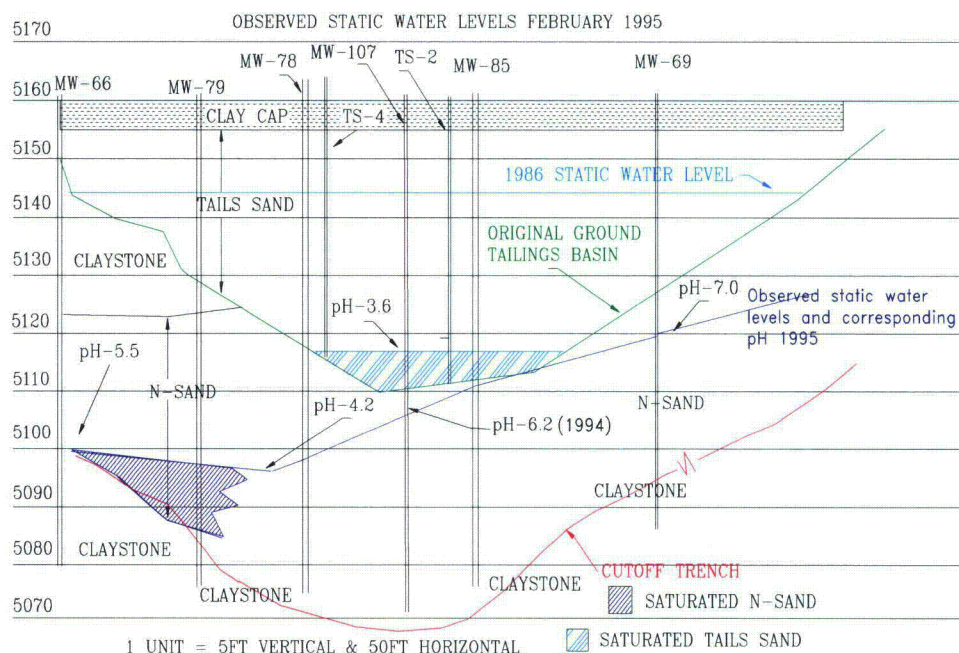 OBSERVED STATIC WATER LEVELS FEBRUARY 1995
5170
MW-78
MW-107
TS-2
MW-66
MW-79
MW-85
MW-69
5160
CLAY CAP
TS-4
5150
1986 STATIC WATER LEVEL
5140
TAILS SAND
ORIGINAL GROUND
TAILINGS BASIN
CLAYSTONE
5130
pH-7.0
Observed static water
levels and corresponding
pH 1995
pH-3.6
5120
pH-5.5
5110
N-SAND
pH-4.2
N-SAND
pH-6.2 (1994)
5100
5090
CLAYSTONE
CLAYSTONE
5080
CUTOFF TRENCH
CLAYSTONE
CLAYSTONE
SATURATED N-SAND
5070
1 UNIT = 5FT VERTICAL & 50FT HORIZONTAL
SATURATED TAILS SAND